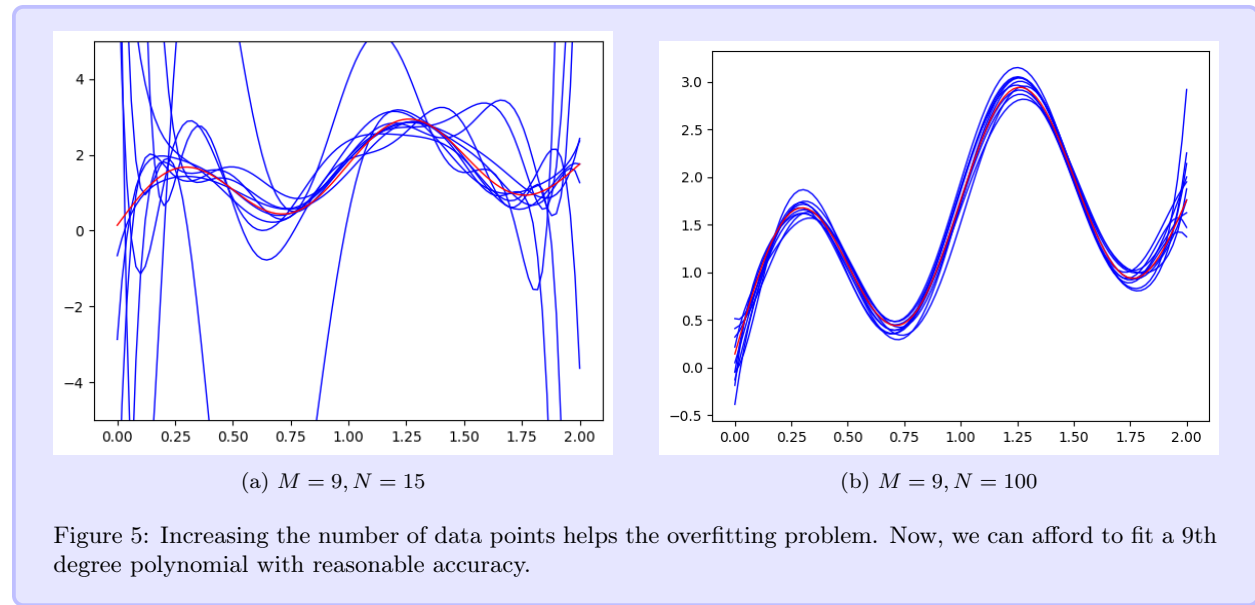 4
2
0
−2
−4
0.00 0.25 0.50 0.75 1.00 1.25 1.50 1.75 2.00
3.0
2.5
2.0
1.5
1.0
0.5
0.0
−0.5
0.00 0.25 0.50 0.75 1.00 1.25 1.50 1.75 2.00
(a) M = 9, N = 15
(b) M = 9, N = 100
Figure 5: Increasing the number of data points helps the overfitting problem. Now, we can afford to fit a 9th
degree polynomial with reasonable accuracy.